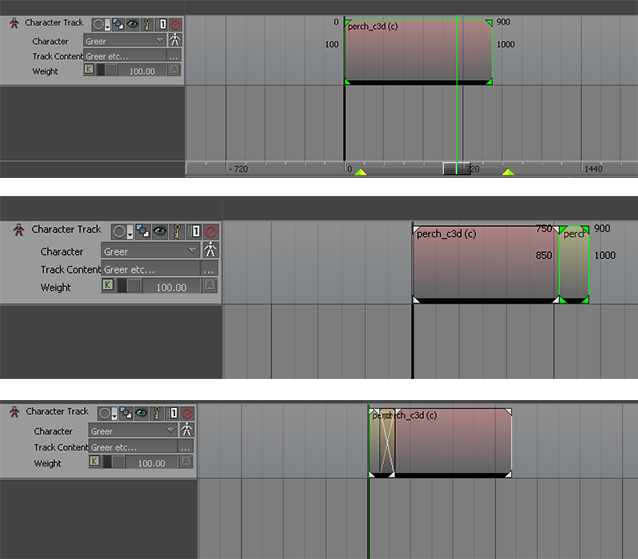 Character Track
0
perch_c3d (c)
900
Character
Greer
100
1000
Track Content
Greer etc...
...
Weight
K
100.00
A
- 720
0
720
1440
Character Track
perch_c3d (c)
750
perch
900
Character
Greer
850
1000
Track Content
Greer etc...
...
Weight
K
100.00
A
Character Track
perch_c3d (c)
Character
Greer
Track Content
Greer etc...
...
Weight
K
100.00
A